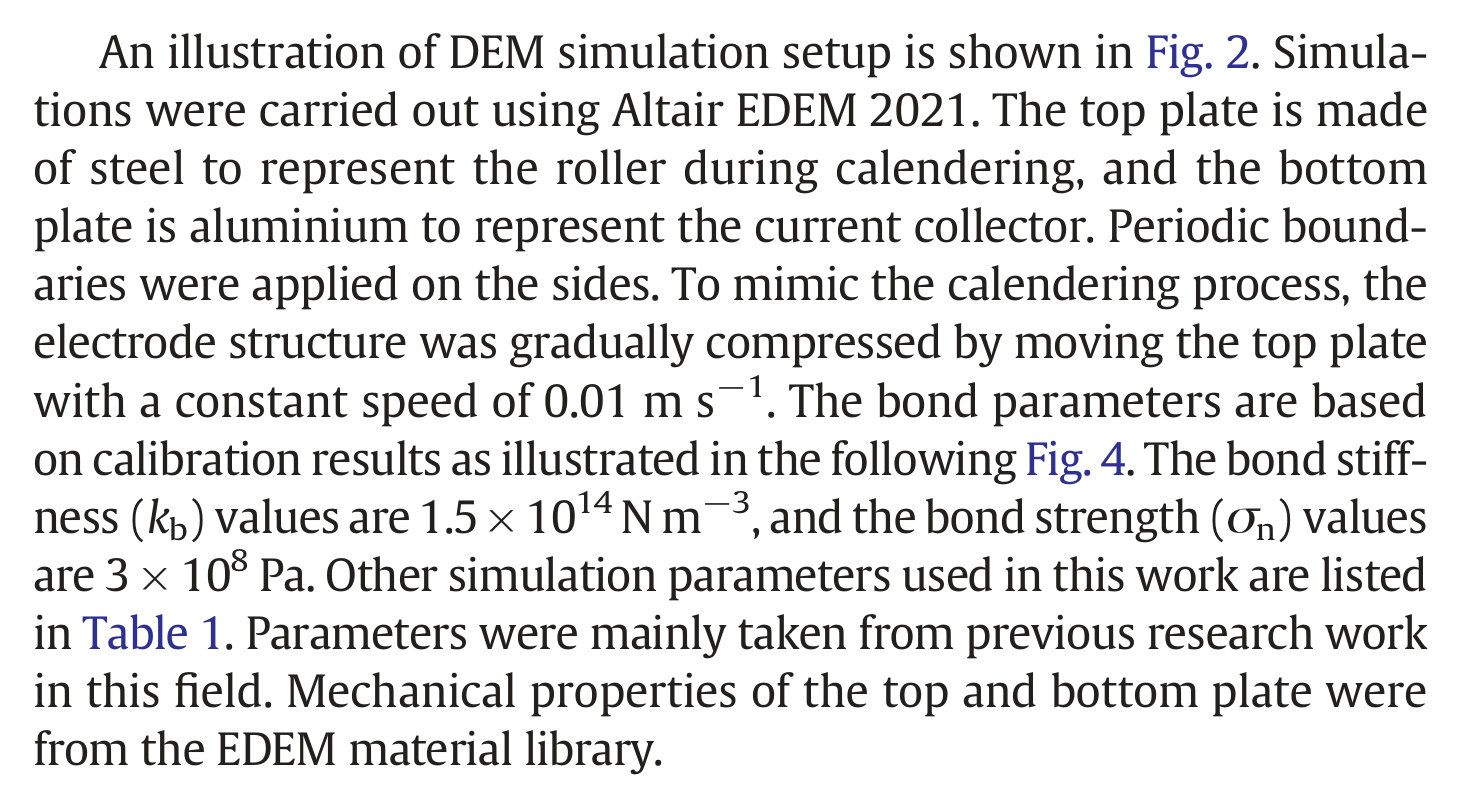 An illustration of DEM simulation setup is shown in Fig. 2. Simula-
tions were carried out using Altair EDEM 2021. The top plate is made
of steel to represent the roller during calendering, and the bottom
plate is aluminium to represent the current collector. Periodic bound-
aries were applied on the sides. To mimic the calendering process, the
electrode structure was gradually compressed by moving the top plate
with a constant speed of 0.01 m s⁻¹. The bond parameters are based
on calibration results as illustrated in the following Fig. 4. The bond stiff-
ness (k_b) values are 1.5 × 10¹⁴ N m⁻³, and the bond strength (σ_n) values
are 3 × 10⁸ Pa. Other simulation parameters used in this work are listed
in Table 1. Parameters were mainly taken from previous research work
in this field. Mechanical properties of the top and bottom plate were
from the EDEM material library.